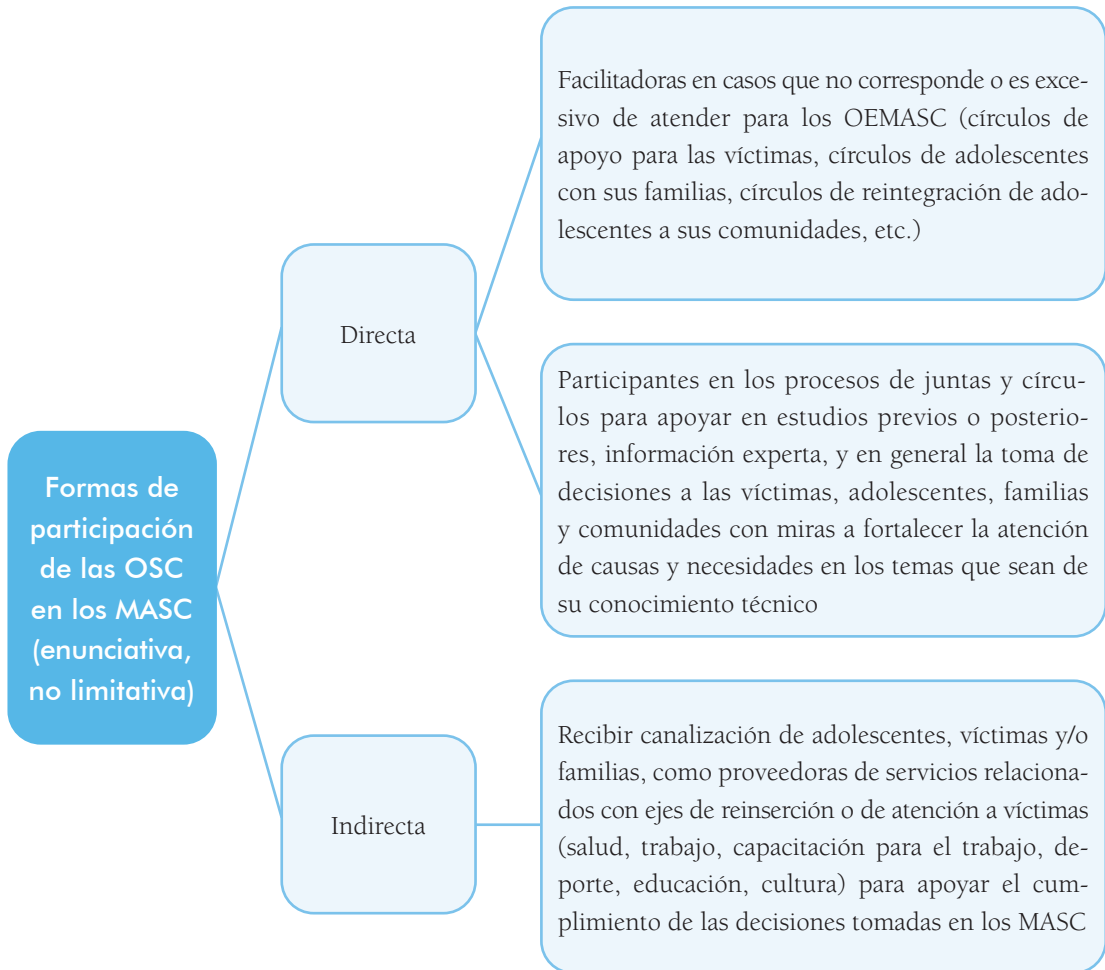 Formas de
participación
de las OSC
en los MASC
(enunciativa,
no limitativa)
Directa
Facilitadoras en casos que no corresponde o es exce-
sivo de atender para los OEMASC (círculos de
apoyo para las víctimas, círculos de adolescentes
con sus familias, círculos de reintegración de ado-
lescentes a sus comunidades, etc.)
Participantes en los procesos de juntas y círcu-
los para apoyar en estudios previos o posterio-
res, información experta, y en general la toma de
decisiones a las víctimas, adolescentes, familias
y comunidades con miras a fortalecer la atención
de causas y necesidades en los temas que sean de
su conocimiento técnico
Indirecta
Recibir canalización de adolescentes, víctimas y/o
familias, como proveedoras de servicios relaciona-
dos con ejes de reinserción o de atención a víctimas
(salud, trabajo, capacitación para el trabajo, de-
porte, educación, cultura) para apoyar el cum-
plimiento de las decisiones tomadas en los MASC